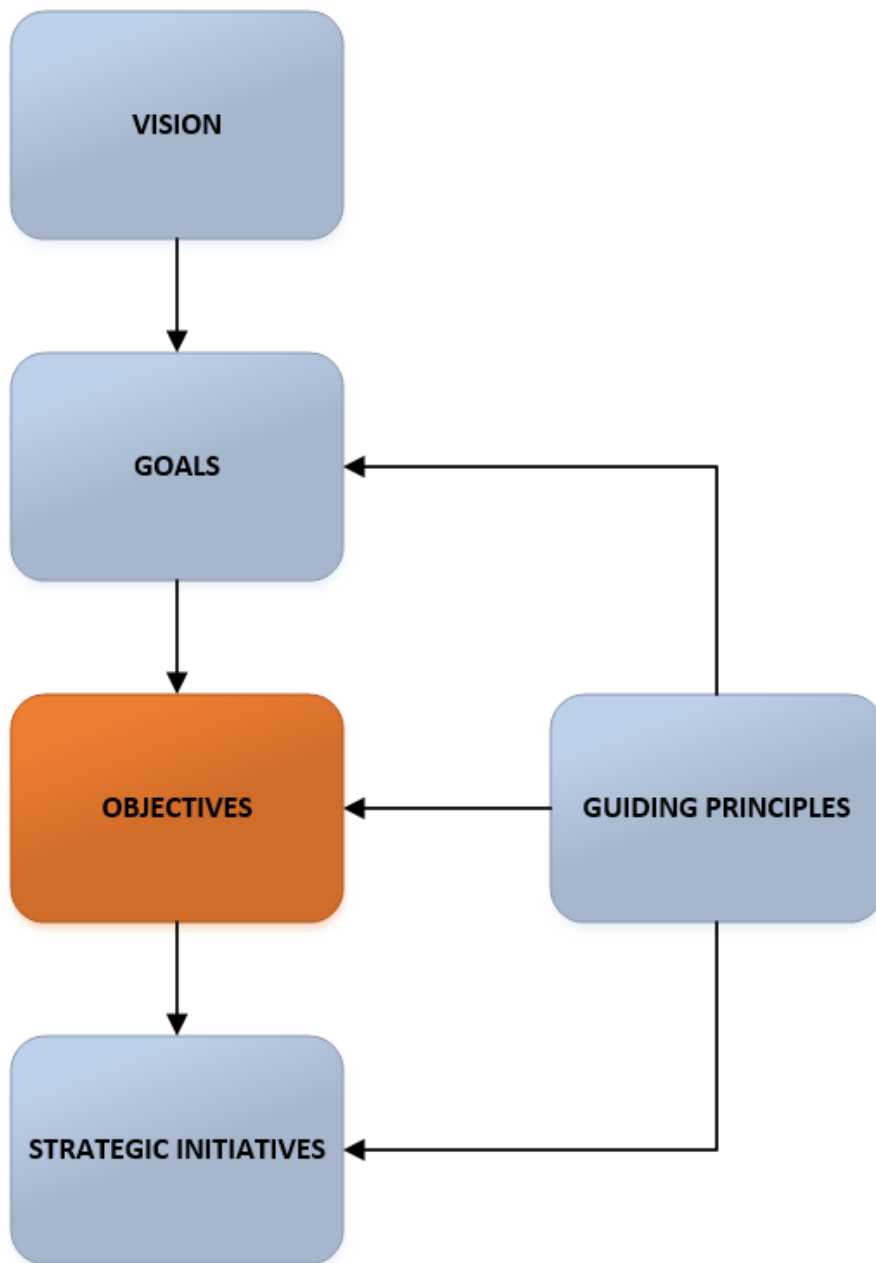 VISION
GOALS
OBJECTIVES
GUIDING PRINCIPLES
STRATEGIC INITIATIVES